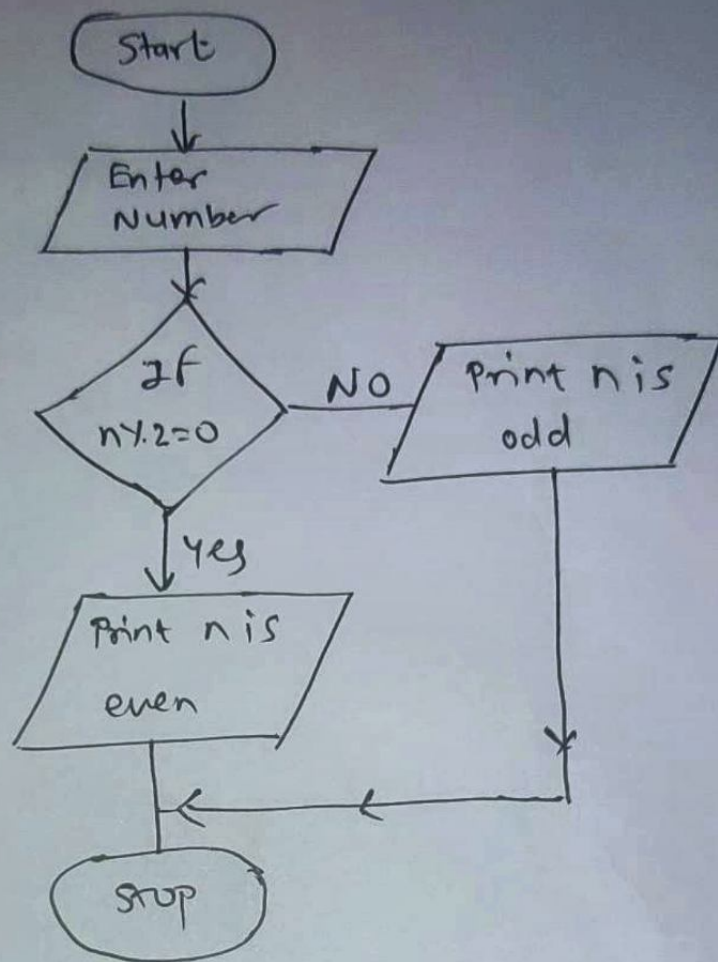 Start
Enter
Number
If
n%2=0
NO
Print n is
odd
Yes
Print n is
even
Stop